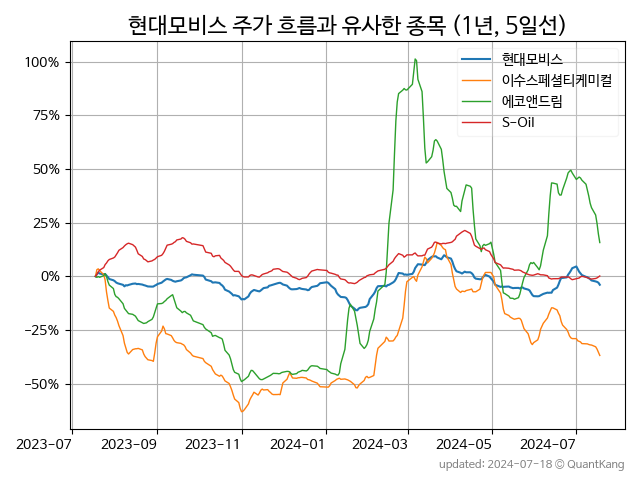 현대모비스 주가 흐름과 유사한 종목 (1년, 5일선)
현대모비스
이수스페셜티케미컬
에코앤드림
S-Oil
100%
75%
50%
25%
0%
−25%
−50%
2023-07 2023-09 2023-11 2024-01 2024-03 2024-05 2024-07
updated: 2024-07-18 © QuantKang